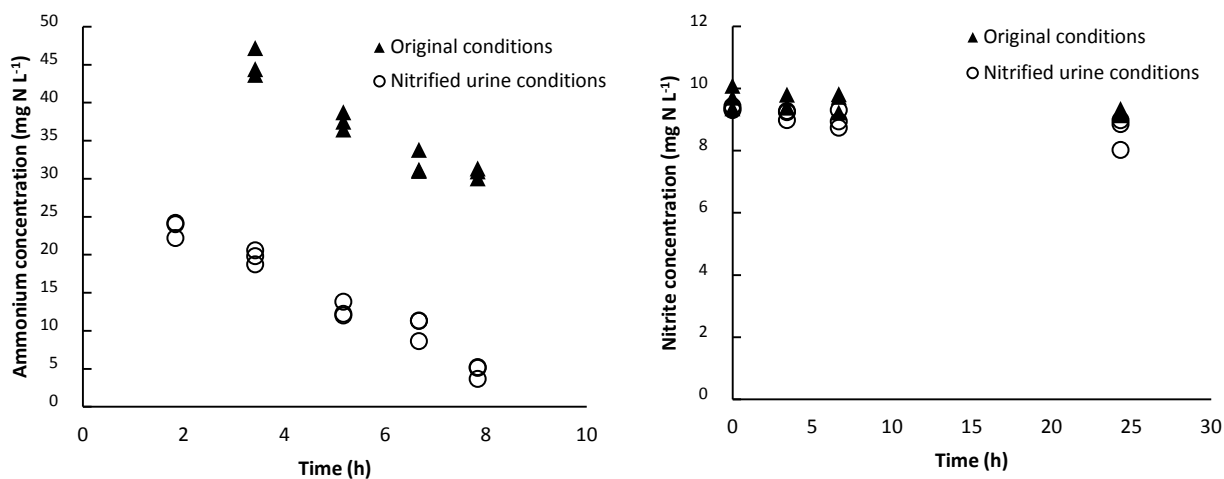 Ammonium concentration (mg N L-1)
50
45
40
35
30
25
20
15
10
5
0
0 2 4 6 8 10
Time (h)
Original conditions
Nitrified urine conditions
Nitrite concentration (mg N L-1)
12
10
8
6
4
2
0
0 5 10 15 20 25 30
Time (h)
Original conditions
Nitrified urine conditions